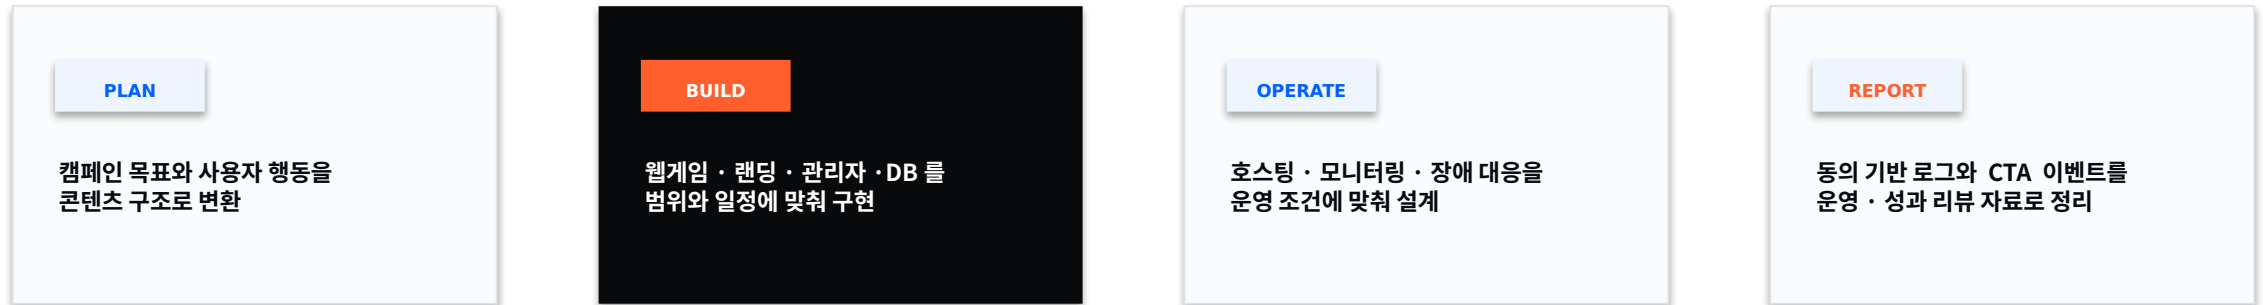 PLAN
캠페인 목표와 사용자 행동을
콘텐츠 구조로 변환
BUILD
웹게임 · 랜딩 · 관리자 ·DB 를
범위와 일정에 맞춰 구현
OPERATE
호스팅 · 모니터링 · 장애 대응을
운영 조건에 맞춰 설계
REPORT
동의 기반 로그와 CTA 이벤트를
운영 · 성과 리뷰 자료로 정리